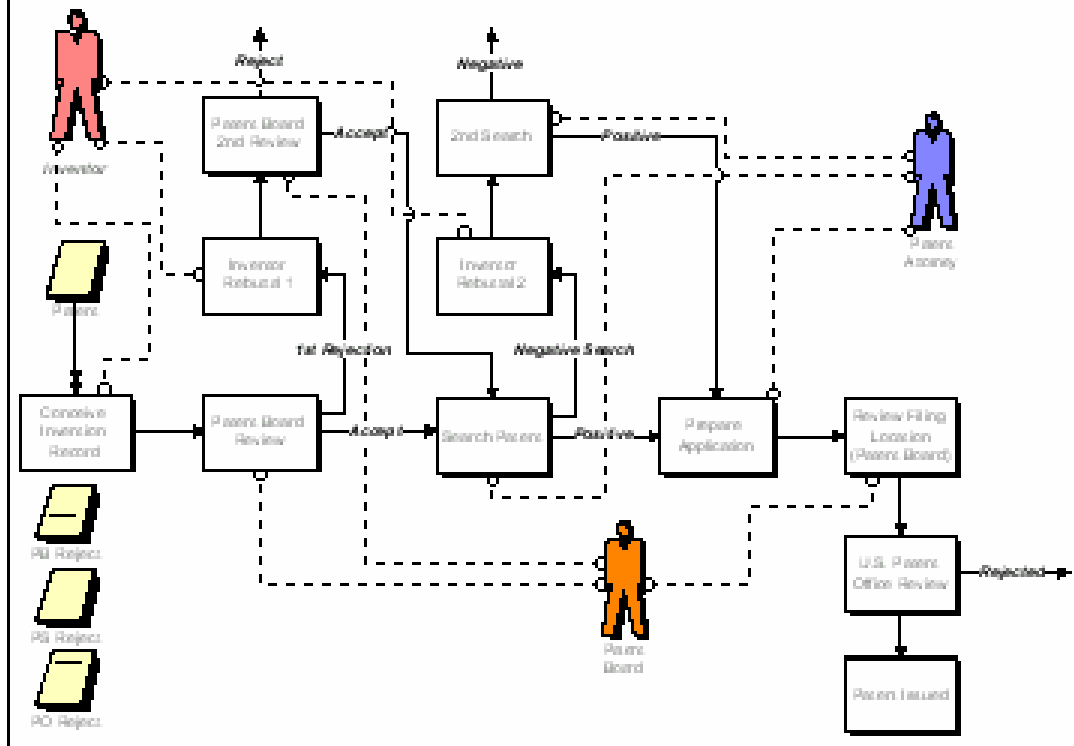 Reject
Negative
Patent Board
2nd Review
Accept
2nd Search
Positive
Inventor
Patent
Attorney
Inventor
Rebuttal 1
Inventor
Rebuttal 2
Patent
1st Rejection
Negative Search
Conceive
Invention
Record
Patent Board
Review
Accept
Search Patent
Positive
Prepare
Application
Review Filing
Location
(Patent Board)
PB Reject
U.S. Patent
Office Review
Rejected
PS Reject
Patent
Board
Patent Issued
PO Reject